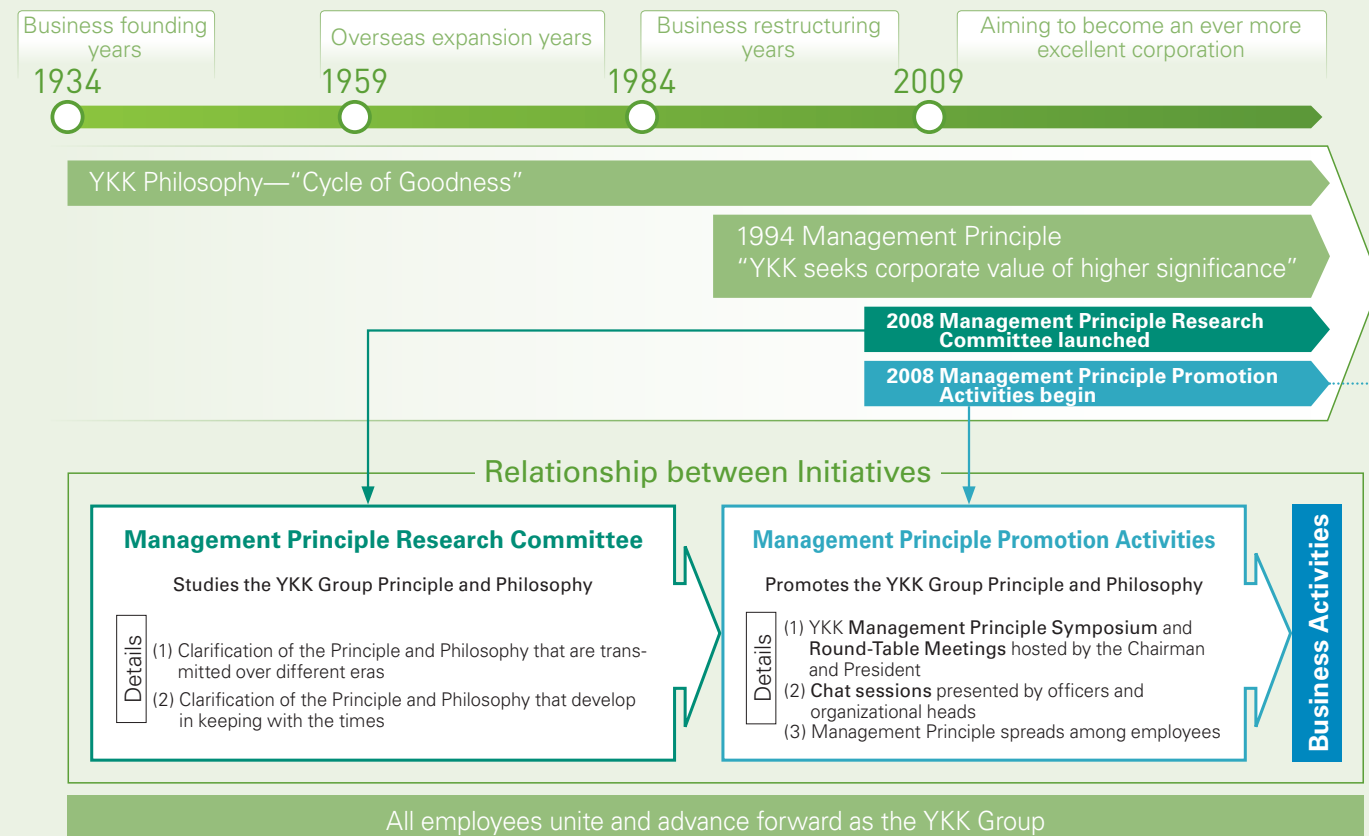 Business founding
years
Overseas expansion years
Business restructuring
years
Aiming to become an ever more
excellent corporation
1934
1959
1984
2009
YKK Philosophy—“Cycle of Goodness”
1994 Management Principle
“YKK seeks corporate value of higher significance”
2008 Management Principle Research
Committee launched
2008 Management Principle Promotion
Activities begin
Relationship between Initiatives
Management Principle Research Committee
Studies the YKK Group Principle and Philosophy
Details
(1) Clarification of the Principle and Philosophy that are trans-
mitted over different eras
(2) Clarification of the Principle and Philosophy that develop
in keeping with the times
Management Principle Promotion Activities
Promotes the YKK Group Principle and Philosophy
Details
(1) YKK Management Principle Symposium and
Round-Table Meetings hosted by the Chairman
and President
(2) Chat sessions presented by officers and
organizational heads
(3) Management Principle spreads among employees
Business Activities
All employees unite and advance forward as the YKK Group